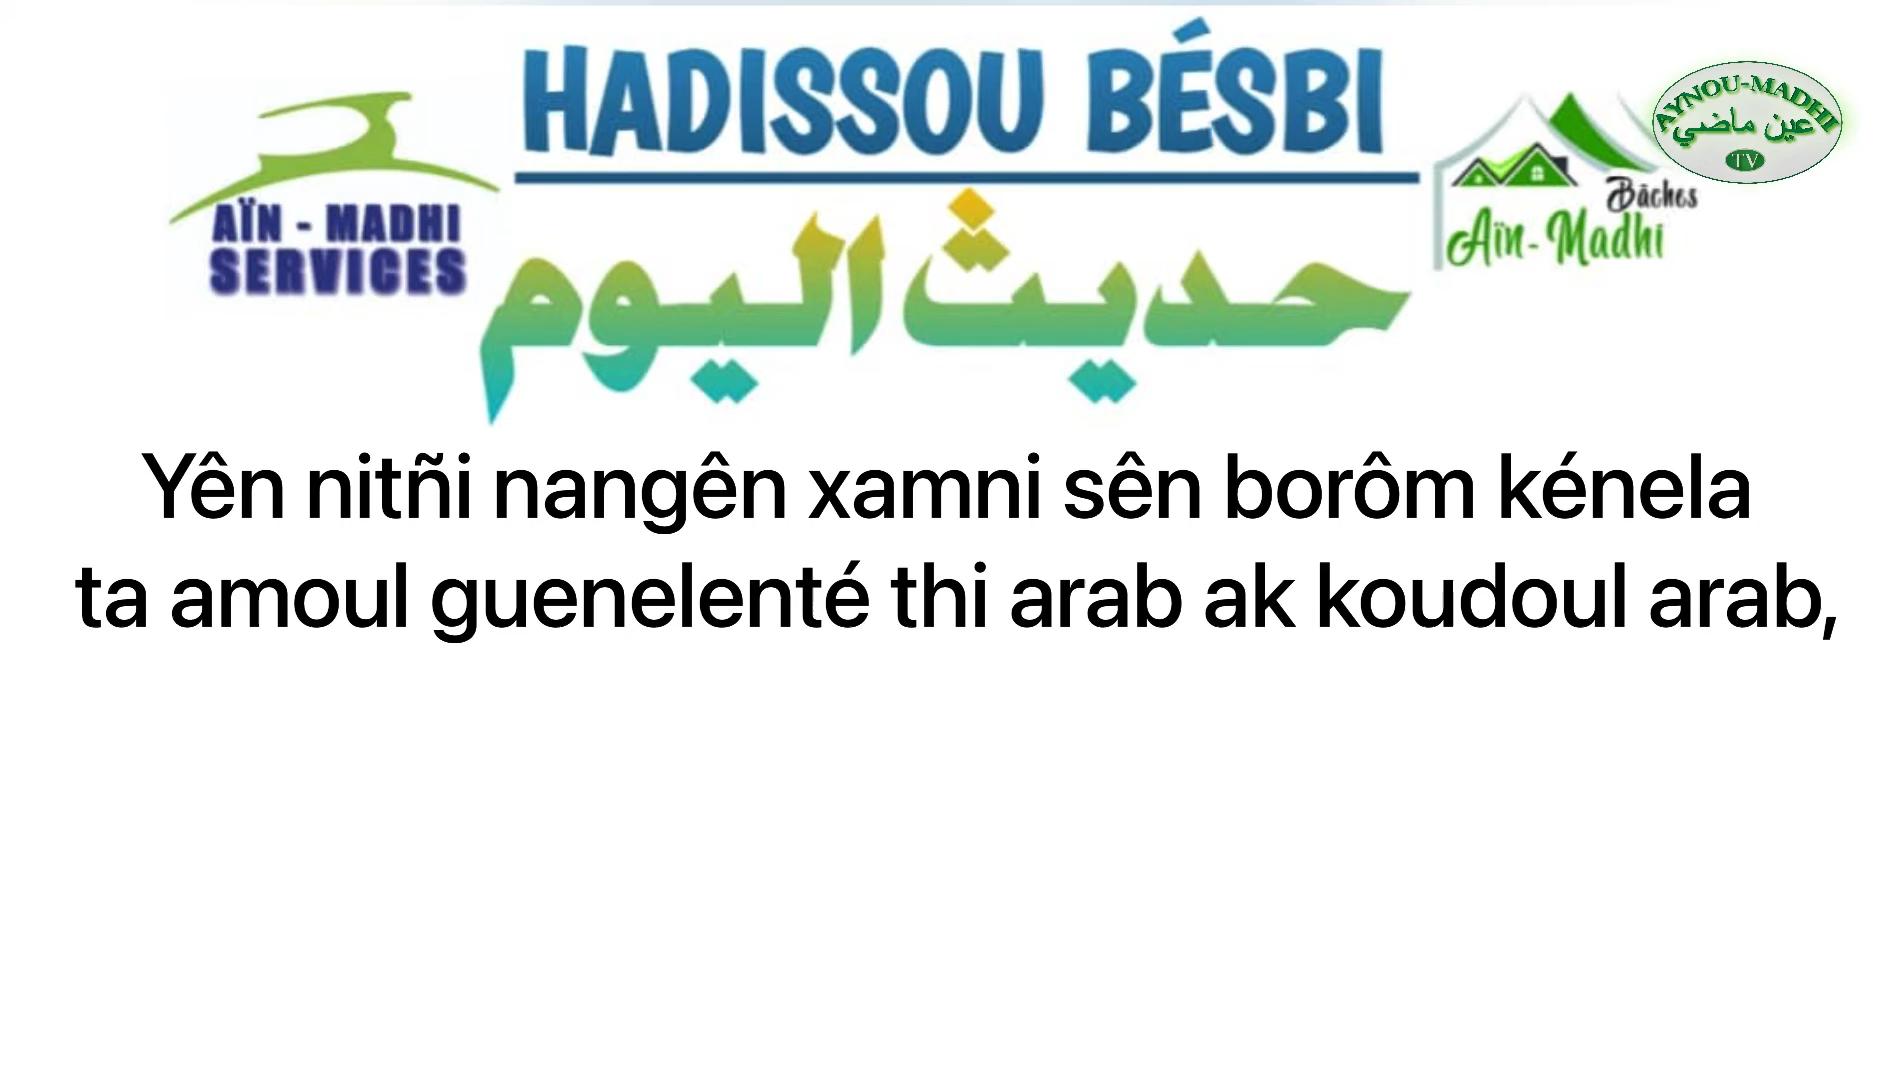 HADISSOU BÉSBI
حديث اليوم
AÏN - MADHI
SERVICES
Bâches
Aïn-Madhi
AYNOU-MADHI
عين ماضي
TV
Yên nitñi nangên xamni sên borôm kénela
ta amoul guenelenté thi arab ak koudoul arab,